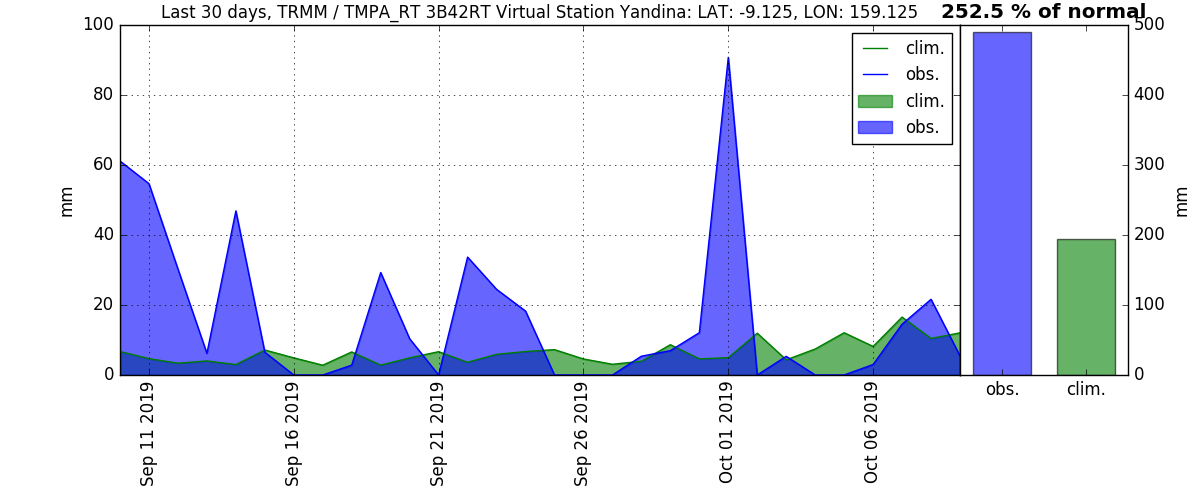 Last 30 days, TRMM / TMPA_RT 3B42RT Virtual Station Yandina: LAT: -9.125, LON: 159.125
252.5 % of normal
100
80
60
40
20
0
mm
clim.
obs.
clim.
obs.
Sep 11 2019
Sep 16 2019
Sep 21 2019
Sep 26 2019
Oct 01 2019
Oct 06 2019
500
400
300
200
100
0
mm
obs.
clim.